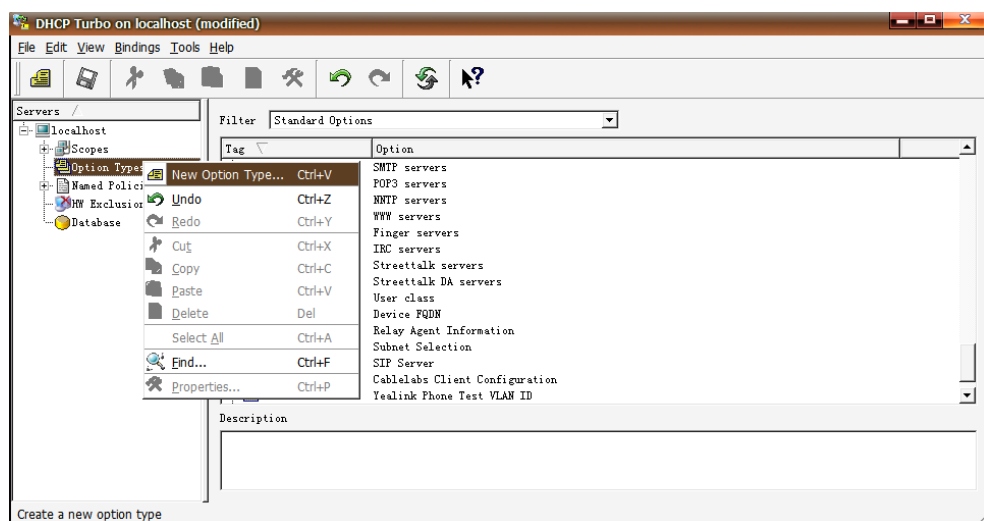 DHCP Turbo on localhost (modified)
File Edit View Bindings Tools Help
Servers /
localhost
Scopes
Option Type
Named Polici
HW Exclusion
Database
New Option Type... Ctrl+V
Undo Ctrl+Z
Redo Ctrl+Y
Cut Ctrl+X
Copy Ctrl+C
Paste Ctrl+V
Delete Del
Select All Ctrl+A
Find... Ctrl+F
Properties... Ctrl+P
Filter Standard Options
Tag Option
SMTP servers
POP3 servers
NNTP servers
WWW servers
Finger servers
IRC servers
Streettalk servers
Streettalk DA servers
User class
Device FQDN
Relay Agent Information
Subnet Selection
SIP Server
Cablelabs Client Configuration
Yealink Phone Test VLAN ID
Description
Create a new option type